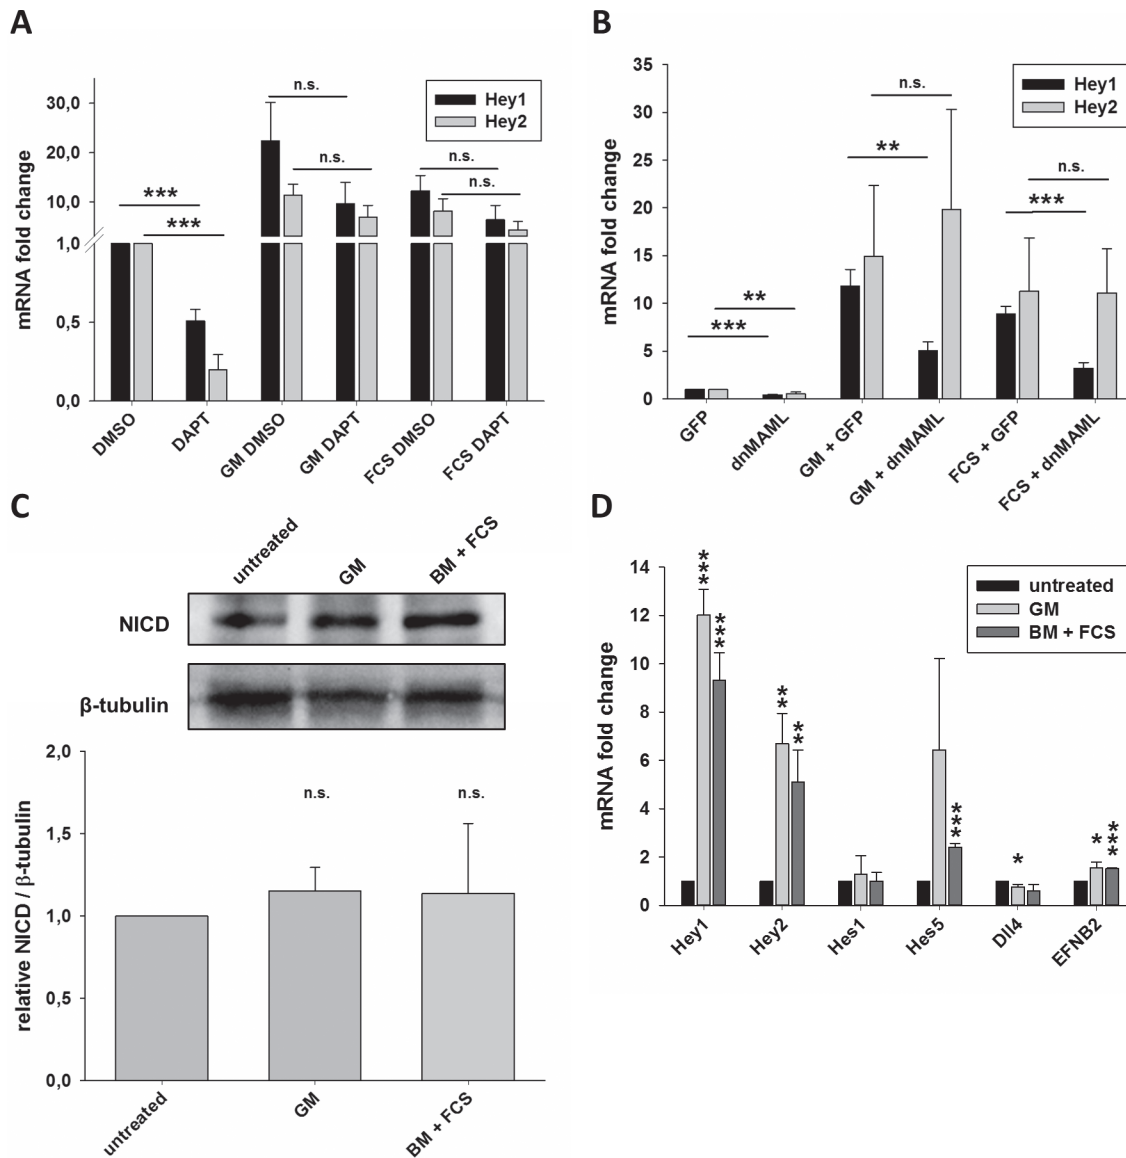 A
mRNA fold change
30,0
20,0
10,0
1,0
0,5
0,0
Hey1
Hey2
***
***
n.s.
n.s.
n.s.
n.s.
DMSO
DAPT
GM DMSO
GM DAPT
FCS DMSO
FCS DAPT
B
mRNA fold change
35
30
25
20
15
10
5
0
Hey1
Hey2
***
**
**
n.s.
***
n.s.
GFP
dnMAML
GM + GFP
GM + dnMAML
FCS + GFP
FCS + dnMAML
C
untreated
GM
BM + FCS
NICD
β-tubulin
relative NICD / β-tubulin
2,0
1,5
1,0
0,5
0,0
n.s.
n.s.
untreated
GM
BM + FCS
D
mRNA fold change
14
12
10
8
6
4
2
0
untreated
GM
BM + FCS
***
***
**
**
***
*
*
***
Hey1
Hey2
Hes1
Hes5
Dll4
EFNB2